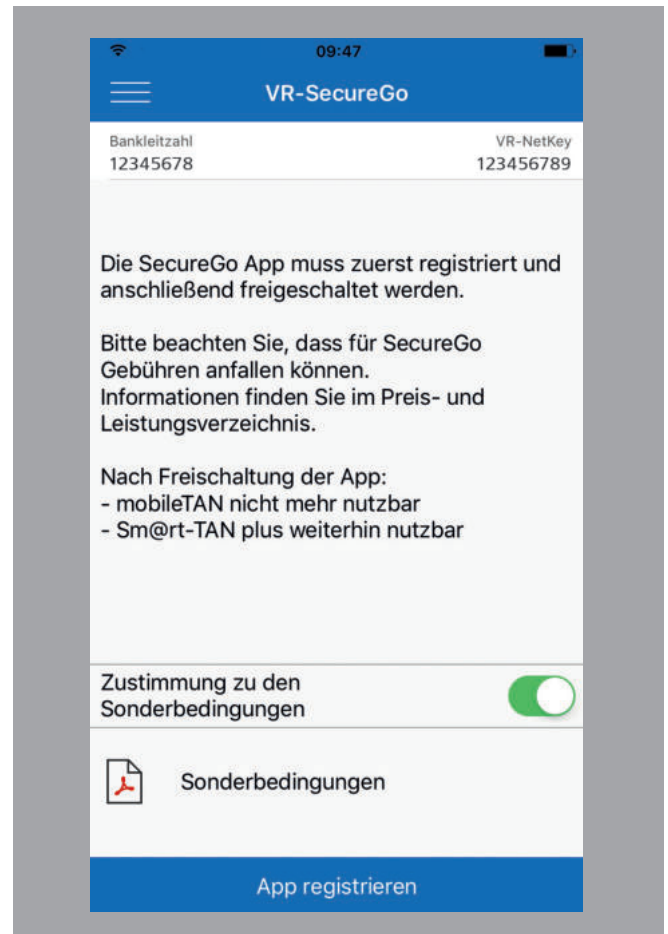 09:47
VR-SecureGo
Bankleitzahl VR-NetKey
12345678 123456789
Die SecureGo App muss zuerst registriert und
anschließend freigeschaltet werden.
Bitte beachten Sie, dass für SecureGo
Gebühren anfallen können.
Informationen finden Sie im Preis- und
Leistungsverzeichnis.
Nach Freischaltung der App:
- mobileTAN nicht mehr nutzbar
- Sm@rt-TAN plus weiterhin nutzbar
Zustimmung zu den
Sonderbedingungen
Sonderbedingungen
App registrieren